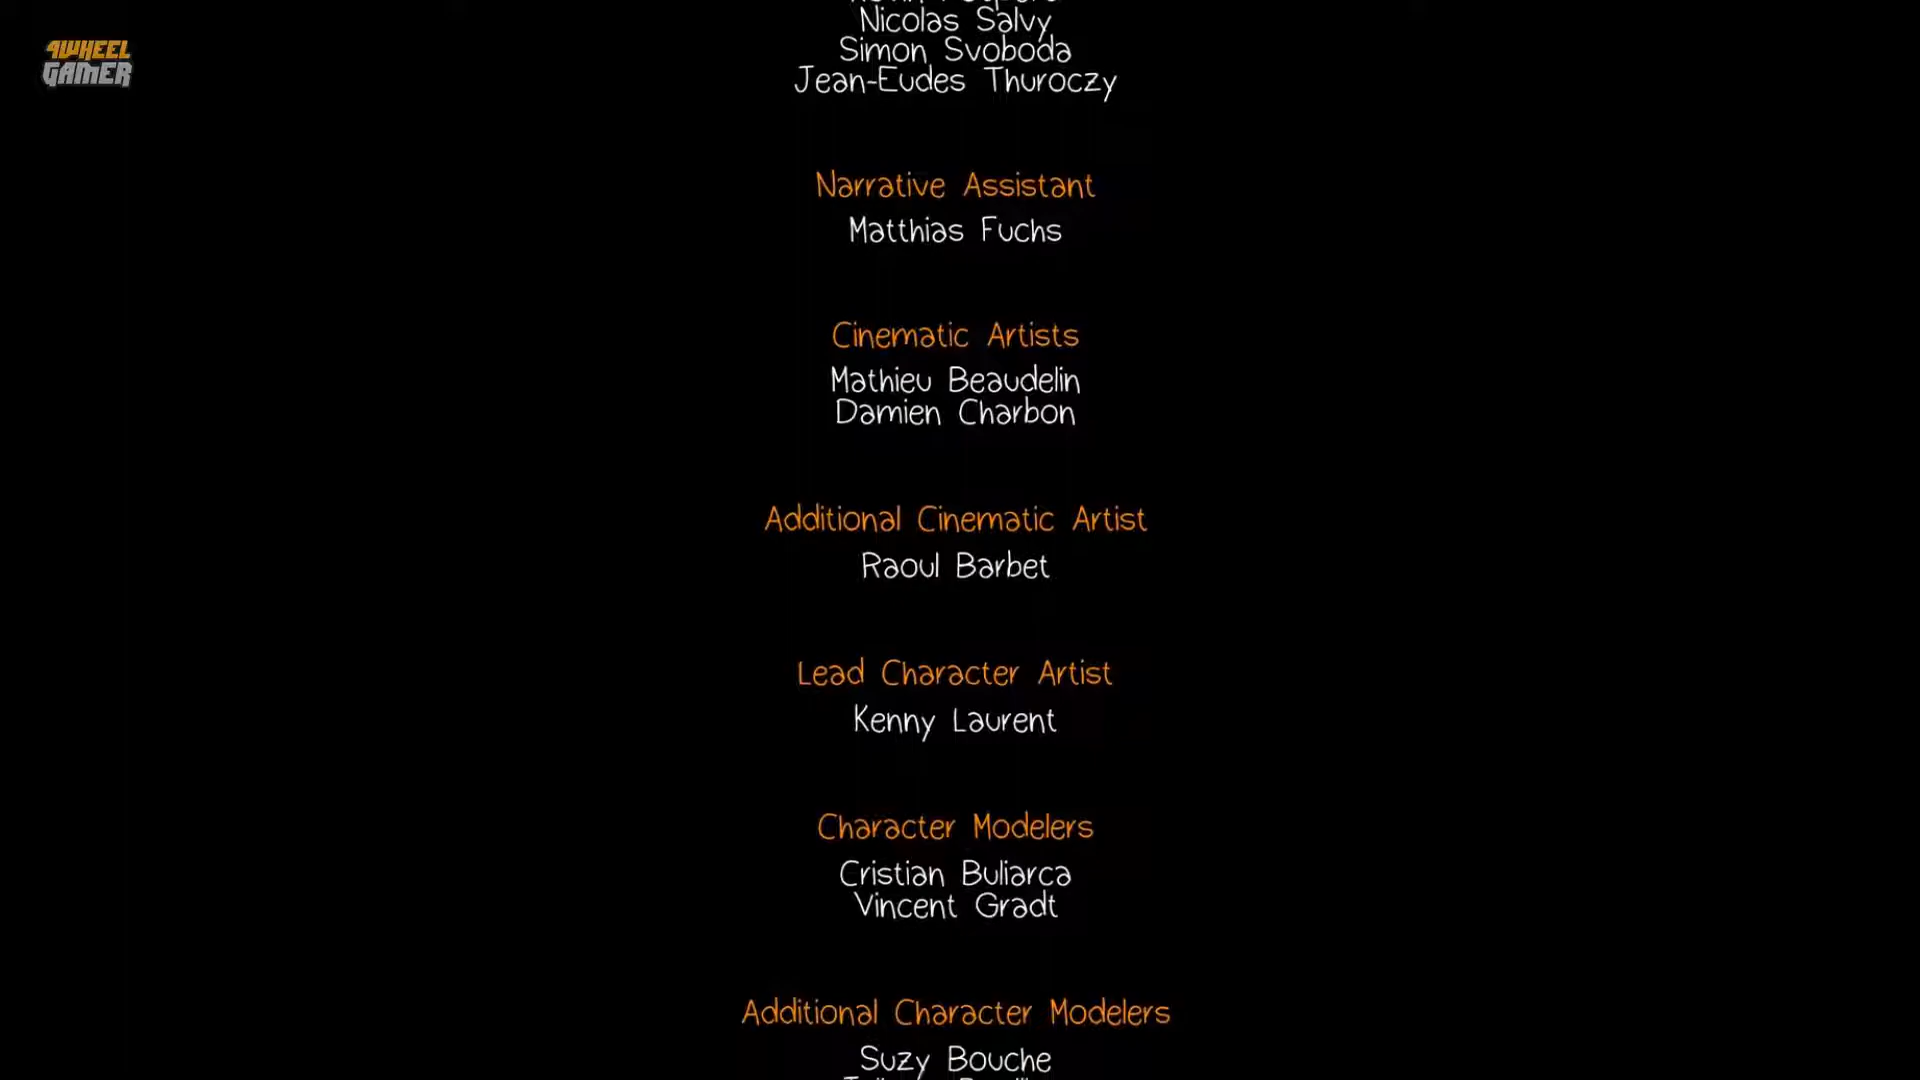 4WHEEL
GAMER
Nicolas Salvy
Simon Svoboda
Jean-Eudes Thuroczy
Narrative Assistant
Matthias Fuchs
Cinematic Artists
Mathieu Beaudelin
Damien Charbon
Additional Cinematic Artist
Raoul Barbet
Lead Character Artist
Kenny Laurent
Character Modelers
Cristian Buliarca
Vincent Gradt
Additional Character Modelers
Suzy Bouche